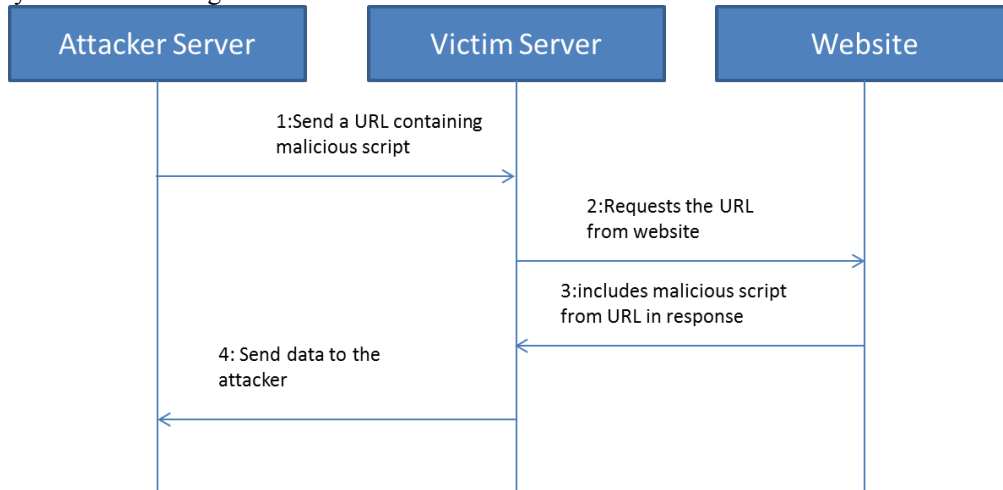 Attacker Server
Victim Server
Website
1:Send a URL containing
malicious script
2:Requests the URL
from website
3:includes malicious script
from URL in response
4: Send data to the
attacker